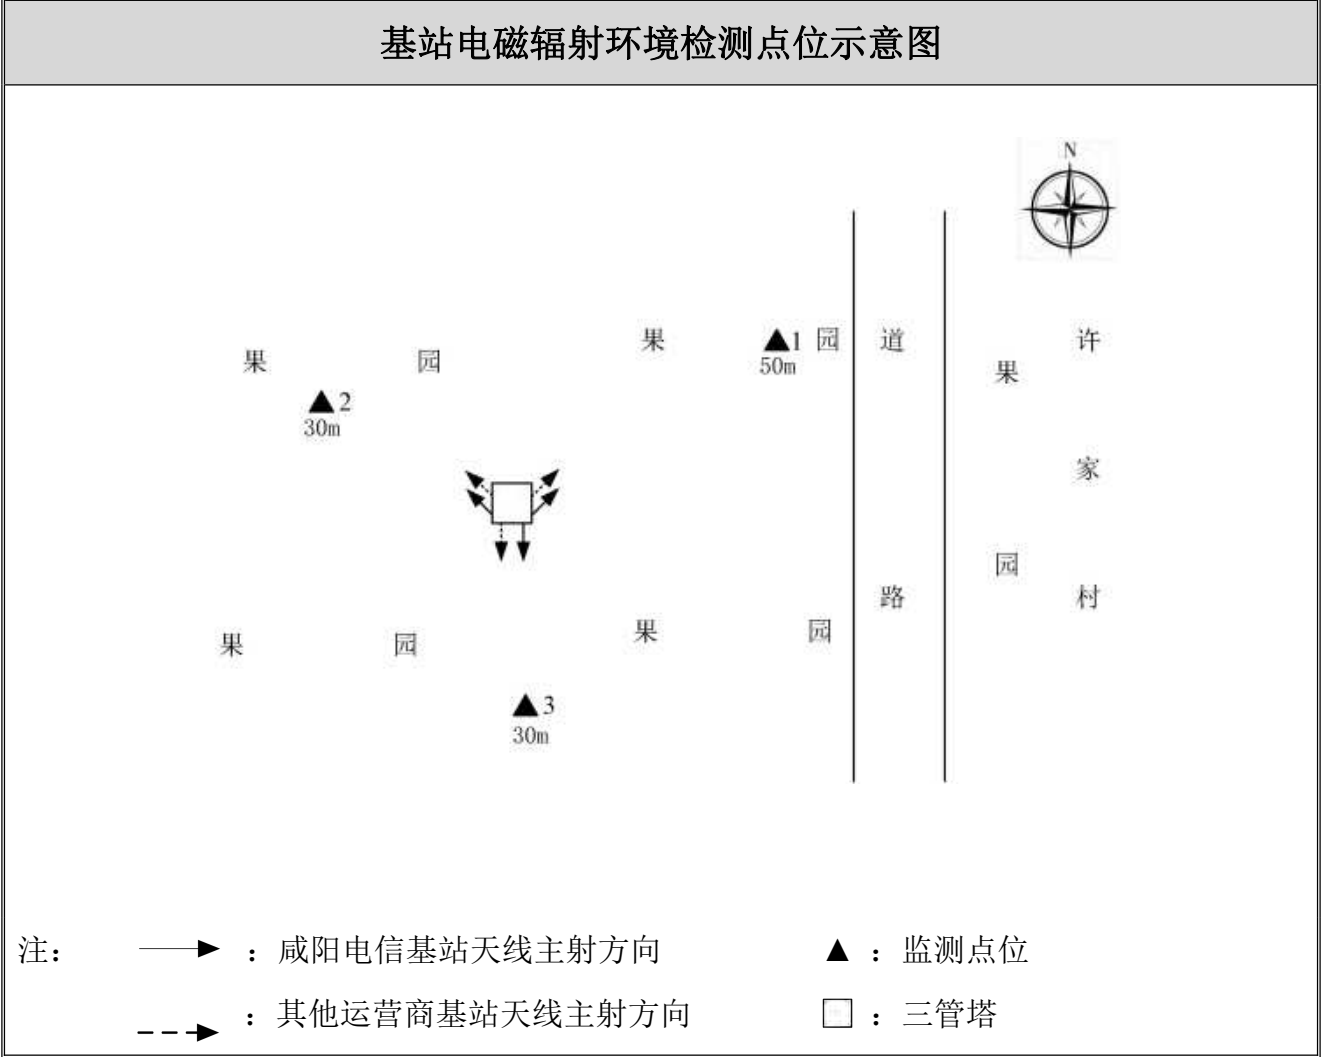 基站电磁辐射环境检测点位示意图
N
果 ▲1 园 道 许
50m
果 园 果
▲2
30m
家
园
路 村
果 园 果 园
▲3
30m
注： ：咸阳电信基站天线主射方向 ▲：监测点位
：其他运营商基站天线主射方向 ：三管塔